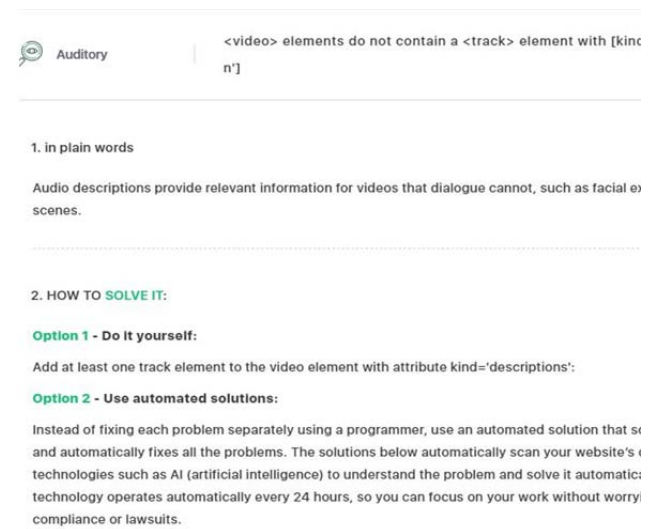 <video> elements do not contain a <track> element with [kind
Auditory
n']
1. in plain words
Audio descriptions provide relevant information for videos that dialogue cannot, such as facial ex
scenes.
2. HOW TO SOLVE IT:
Option 1 - Do it yourself:
Add at least one track element to the video element with attribute kind='descriptions':
Option 2 - Use automated solutions:
Instead of fixing each problem separately using a programmer, use an automated solution that sc
and automatically fixes all the problems. The solutions below automatically scan your website's c
technologies such as AI (artificial intelligence) to understand the problem and solve it automatica
technology operates automatically every 24 hours, so you can focus on your work without worryi
compliance or lawsuits.